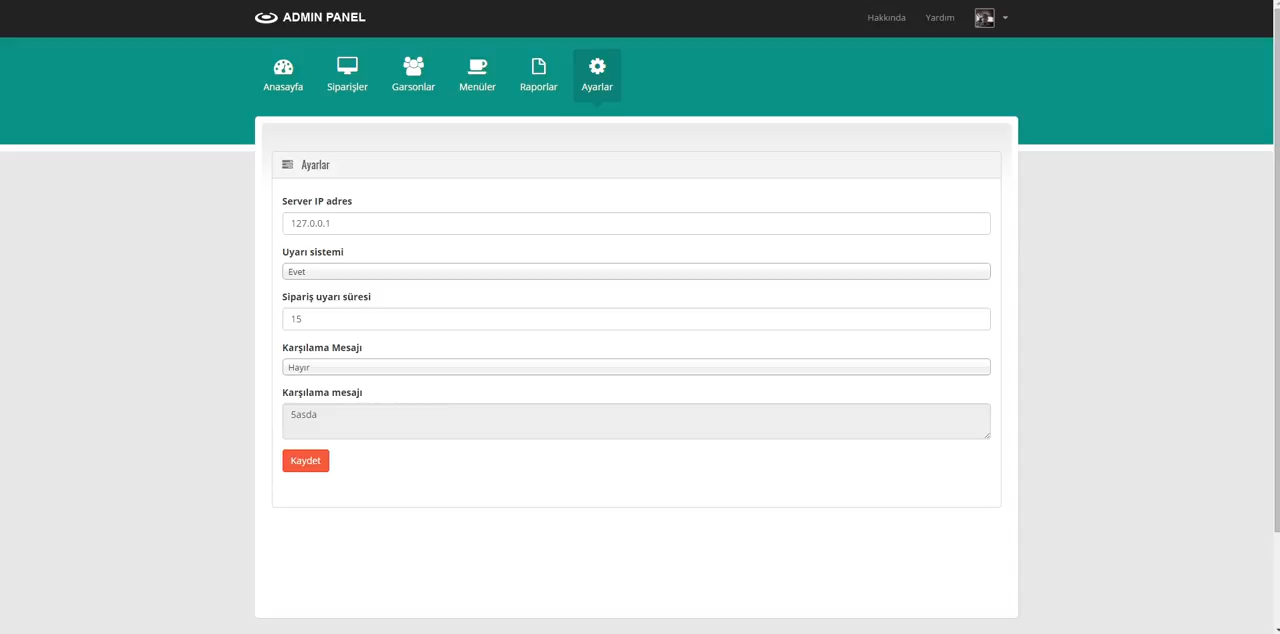 ADMIN PANEL
Hakkında Yardım
Anasayfa Siparişler Garsonlar Menüler Raporlar Ayarlar
Ayarlar
Server IP adres
127.0.0.1
Uyarı sistemi
Evet
Sipariş uyarı süresi
15
Karşılama Mesajı
Hayır
Karşılama mesajı
5asda
Kaydet